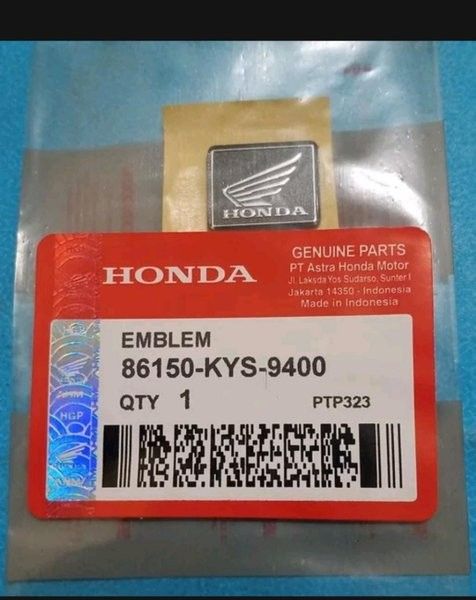 HONDA
GENUINE PARTS
HONDA
PT Astra Honda Motor
Jl. Laksda Yos Sudarso, Sunter I
Jakarta 14350 - Indonesia
Made in Indonesia
EMBLEM
86150-KYS-9400
QTY 1
PTP323
HGP